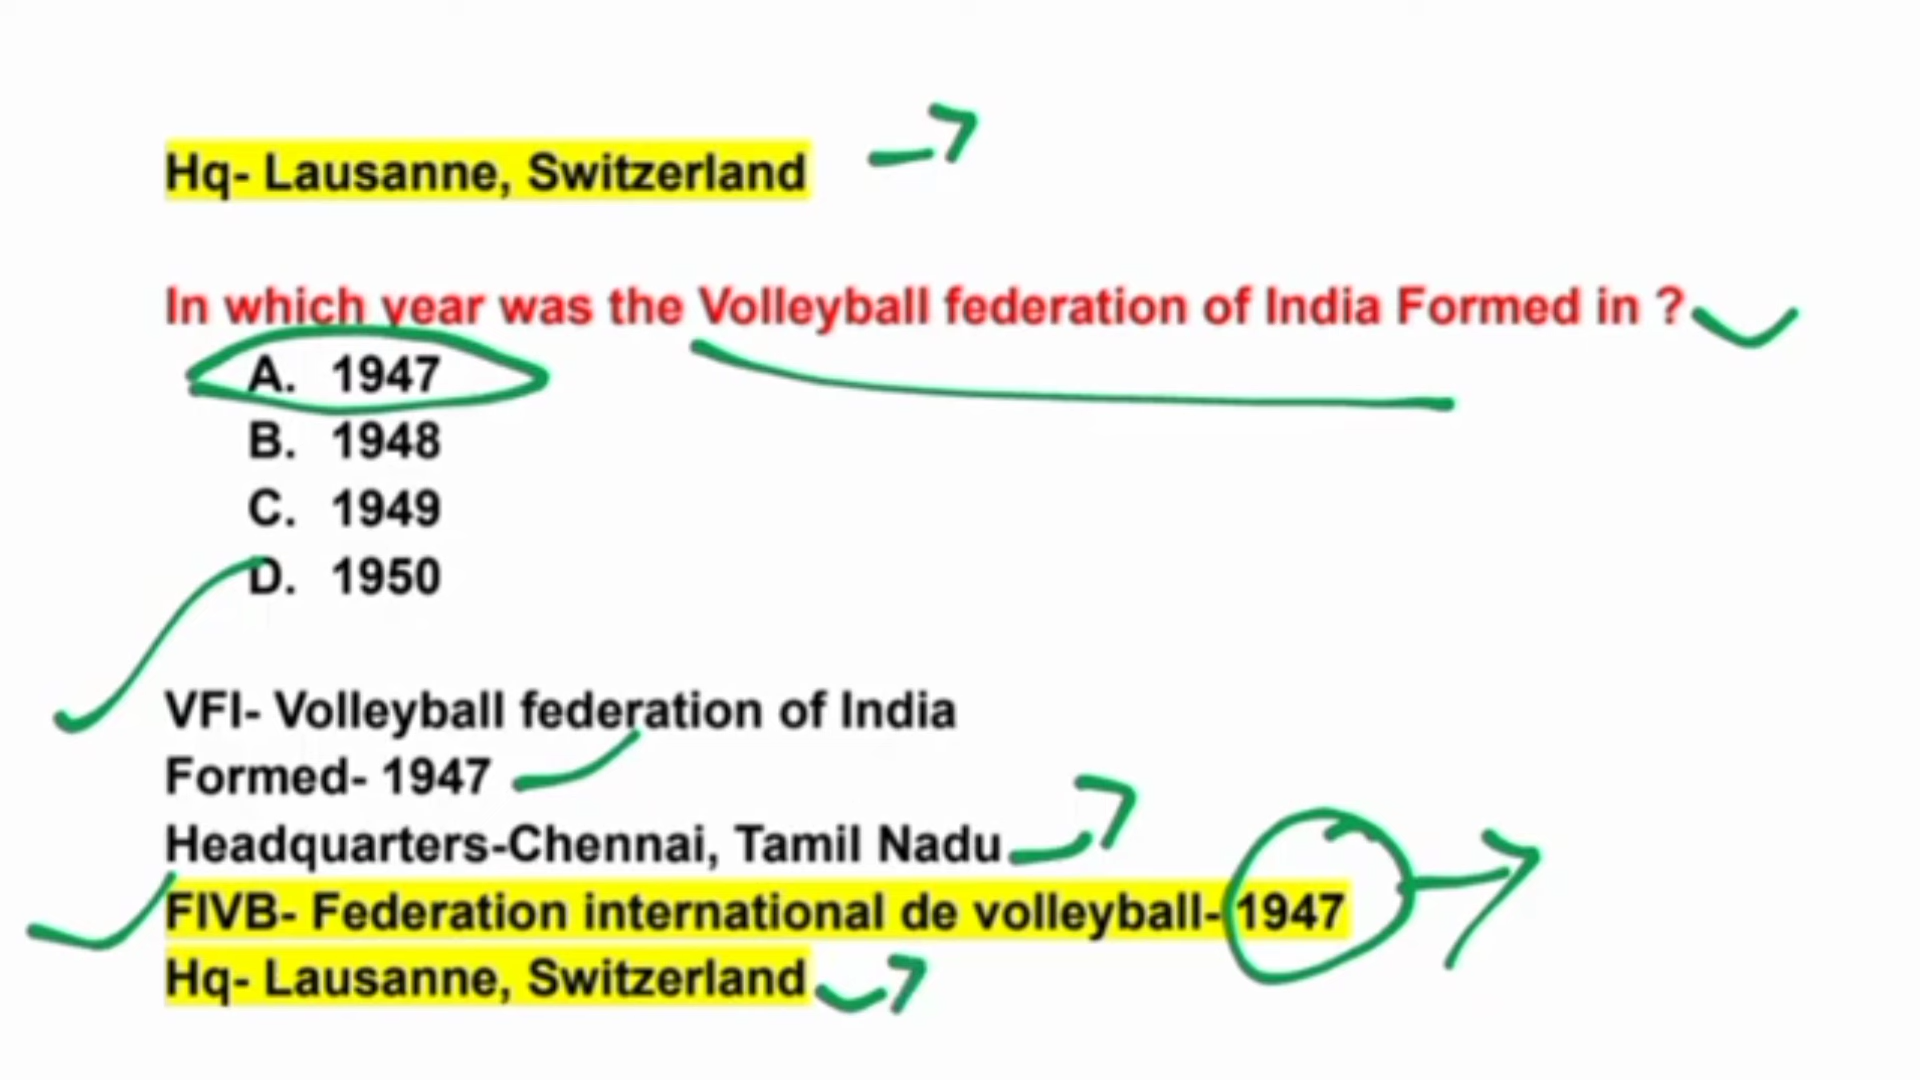 Hq- Lausanne, Switzerland
In which year was the Volleyball federation of India Formed in ?
A. 1947
B. 1948
C. 1949
D. 1950
VFI- Volleyball federation of India
Formed- 1947
Headquarters-Chennai, Tamil Nadu
FIVB- Federation international de volleyball- 1947
Hq- Lausanne, Switzerland